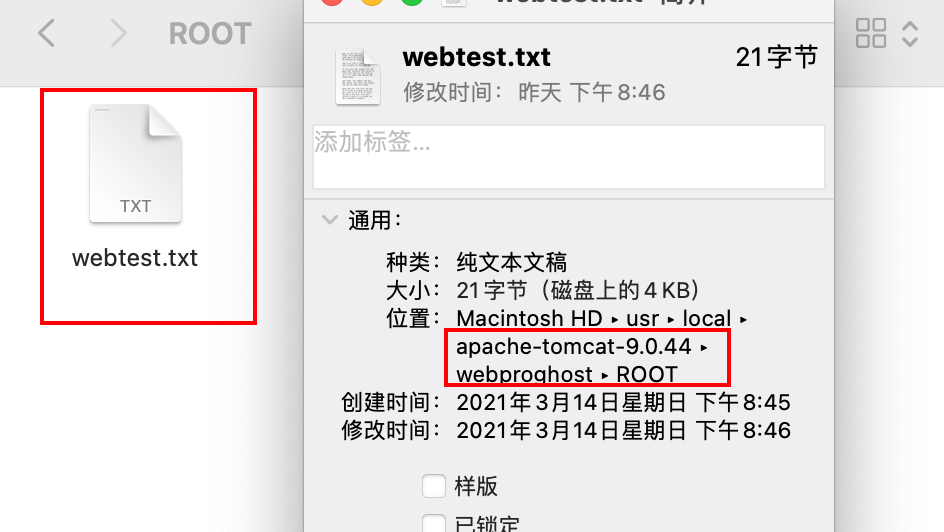 ROOT
webtest.txt 简介
TXT
webtest.txt
webtest.txt 21字节
修改时间： 昨天 下午8:46
添加标签...
通用：
种类： 纯文本文稿
大小： 21字节（磁盘上的4 KB）
位置： Macintosh HD ▸ usr ▸ local ▸
apache-tomcat-9.0.44 ▸
webproghost ▸ ROOT
创建时间： 2021年3月14日星期日 下午8:45
修改时间： 2021年3月14日星期日 下午8:46
样版
已锁定